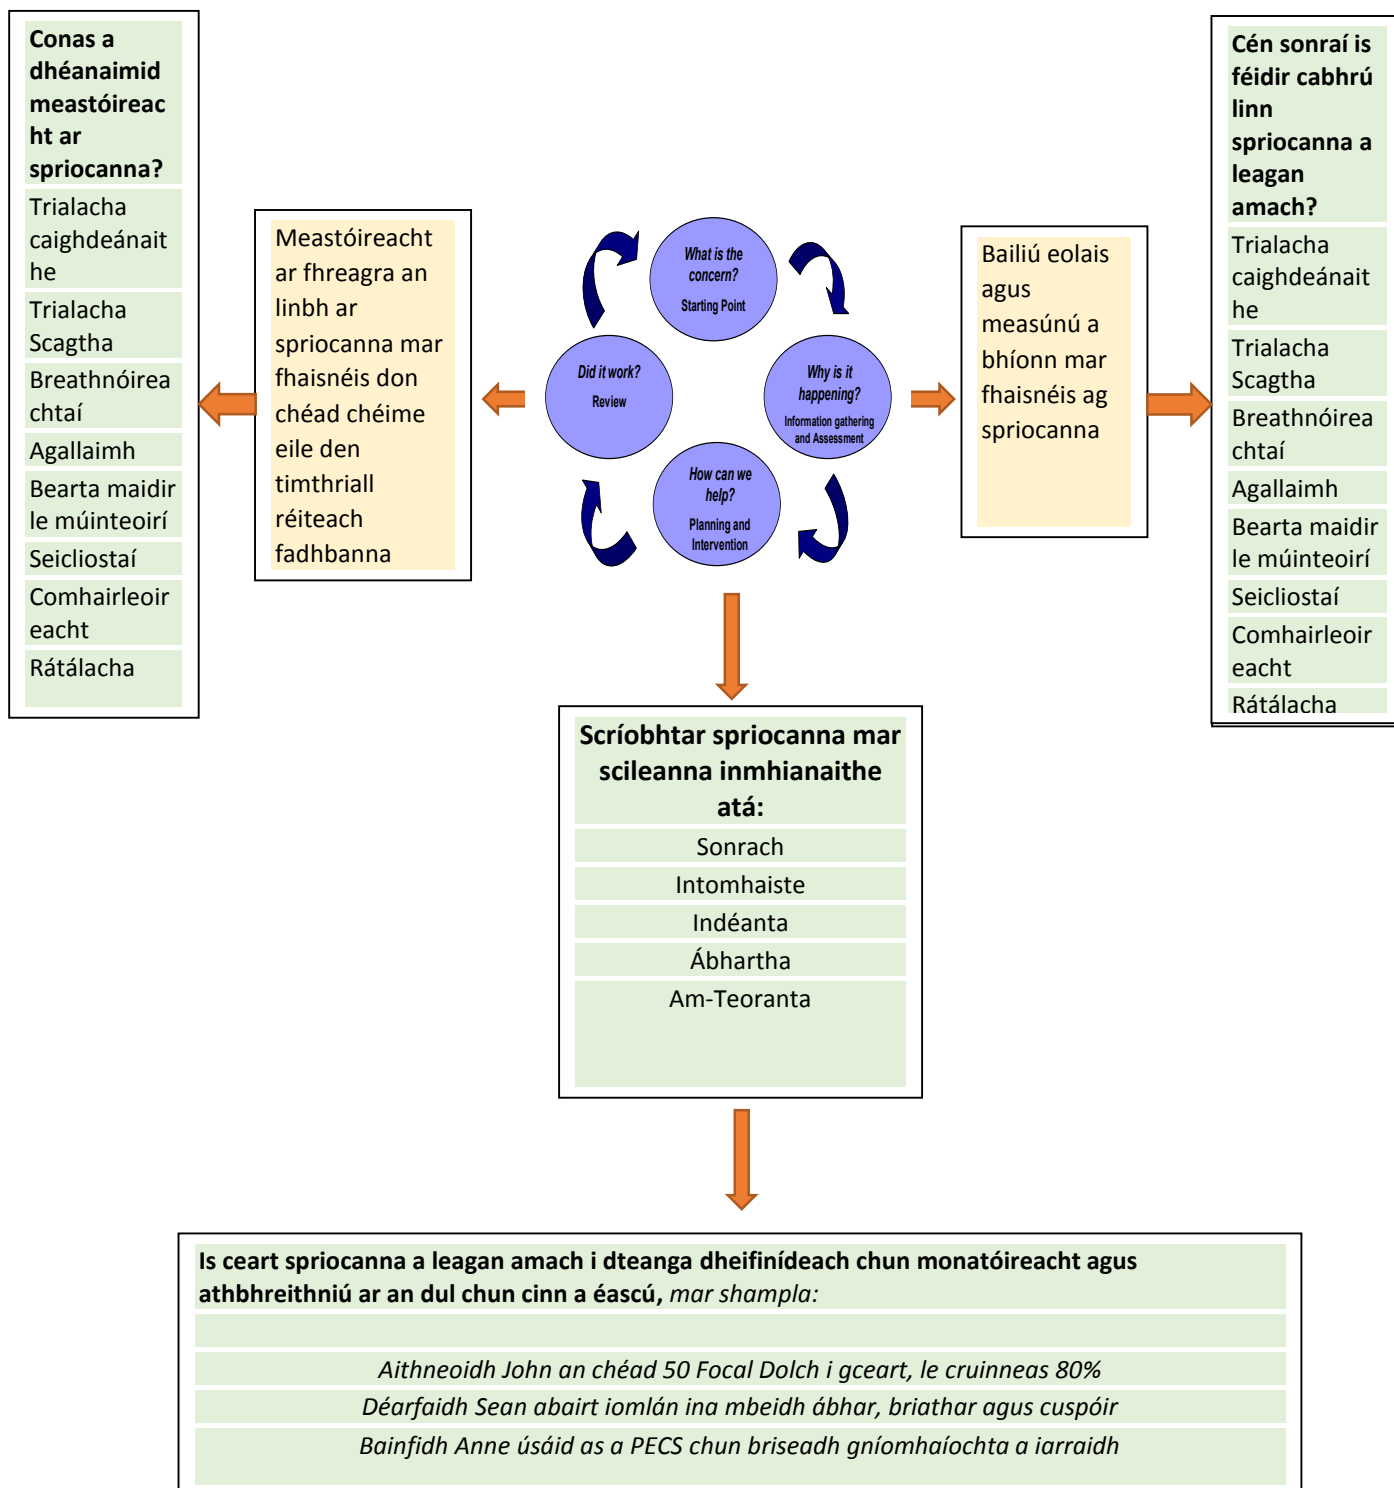 Conas a
dhéanaimid
meastóireac
ht ar
spriocanna?
Trialacha
caighdeánait
he
Trialacha
Scagtha
Breathnóirea
chtaí
Agallaimh
Bearta maidir
le múinteoirí
Seicliostaí
Comhairleoir
eacht
Rátálacha
Meastóireacht
ar fhreagra an
linbh ar
spriocanna mar
fhaisnéis don
chéad chéime
eile den
timthriall
réiteach
fadhbanna
What is the
concern?
Starting Point
Did it work?
Review
Why is it
happening?
Information gathering
and Assessment
How can we
help?
Planning and
Intervention
Bailiú eolais
agus
measúnú a
bhíonn mar
fhaisnéis ag
spriocanna
Cén sonraí is
féidir cabhrú
linn
spriocanna a
leagan
amach?
Trialacha
caighdeánait
he
Trialacha
Scagtha
Breathnóirea
chtaí
Agallaimh
Bearta maidir
le múinteoirí
Seicliostaí
Comhairleoir
eacht
Rátálacha
Scríobhtar spriocanna mar
scileanna inmhianaithe
atá:
Sonrach
Intomhaiste
Indéanta
Ábhartha
Am-Teoranta
Is ceart spriocanna a leagan amach i dteanga dheifinídeach chun monatóireacht agus
athbhreithniú ar an dul chun cinn a éascú, mar shampla:
Aithneoidh John an chéad 50 Focal Dolch i gceart, le cruinneas 80%
Déarfaidh Sean abairt iomlán ina mbeidh ábhar, briathar agus cuspóir
Bainfidh Anne úsáid as a PECS chun briseadh gníomhaíochta a iarraidh